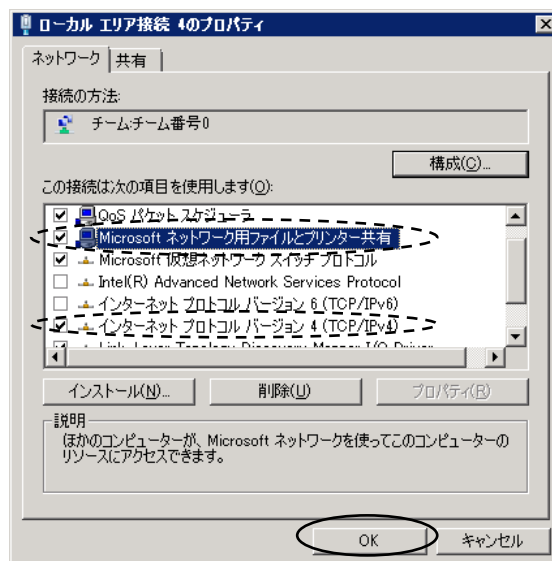 ローカル エリア接続 4のプロパティ
ネットワーク 共有
接続の方法:
チーム:チーム番号0
構成(C)...
この接続は次の項目を使用します(O):
QoS パケット スケジューラ
Microsoft ネットワーク用ファイルとプリンター共有
Microsoft 仮想ネットワーク スイッチ プロトコル
Intel(R) Advanced Network Services Protocol
インターネット プロトコル バージョン 6 (TCP/IPv6)
インターネット プロトコル バージョン 4 (TCP/IPv4)
Link-Layer Topology Discovery Mapper I/O Driver
インストール(N)... 削除(U) プロパティ(R)
説明
ほかのコンピューターが、Microsoft ネットワークを使ってこのコンピューターの
リソースにアクセスできます。
OK キャンセル